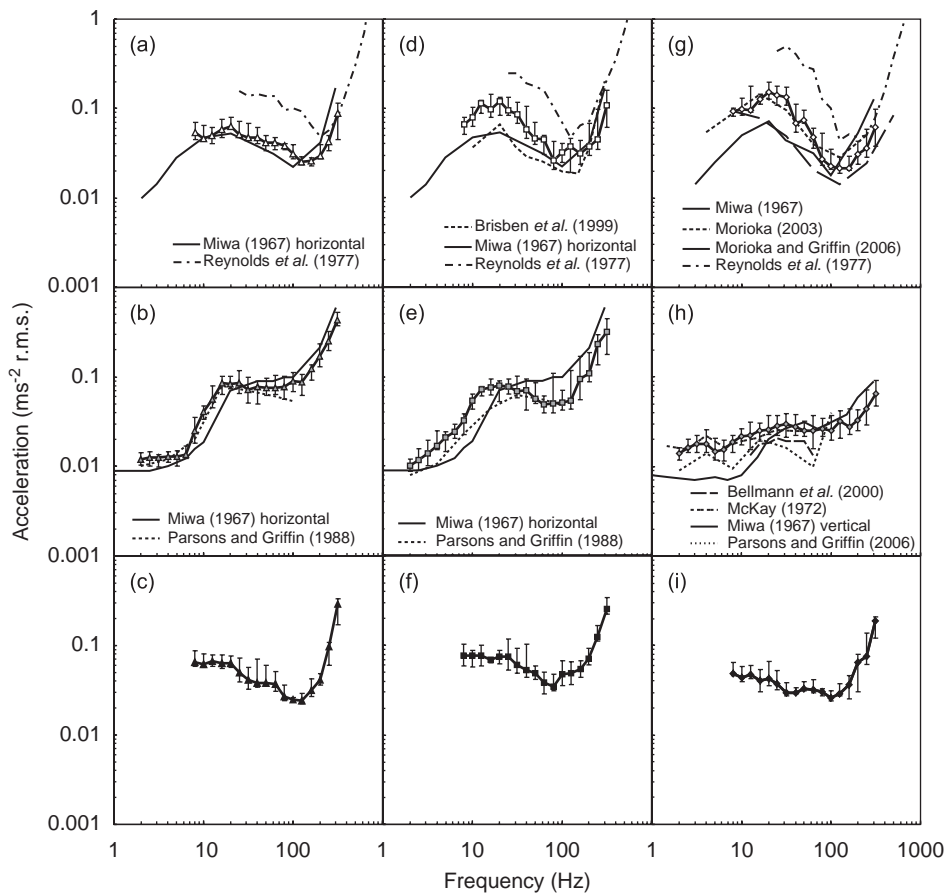 1
(a)
(d)
(g)
0.1
0.01
Miwa (1967) horizontal
Reynolds et al. (1977)
Brisben et al. (1999)
Miwa (1967) horizontal
Reynolds et al. (1977)
Miwa (1967)
Morioka (2003)
Morioka and Griffin (2006)
Reynolds et al. (1977)
0.001
(b)
(e)
(h)
0.1
0.01
Miwa (1967) horizontal
Parsons and Griffin (1988)
Miwa (1967) horizontal
Parsons and Griffin (1988)
Bellmann et al. (2000)
McKay (1972)
Miwa (1967) vertical
Parsons and Griffin (2006)
0.001
(c)
(f)
(i)
0.1
0.01
0.001
Acceleration (ms-2 r.m.s.)
1 10 100 1 10 100 1 10 100 1000
Frequency (Hz)